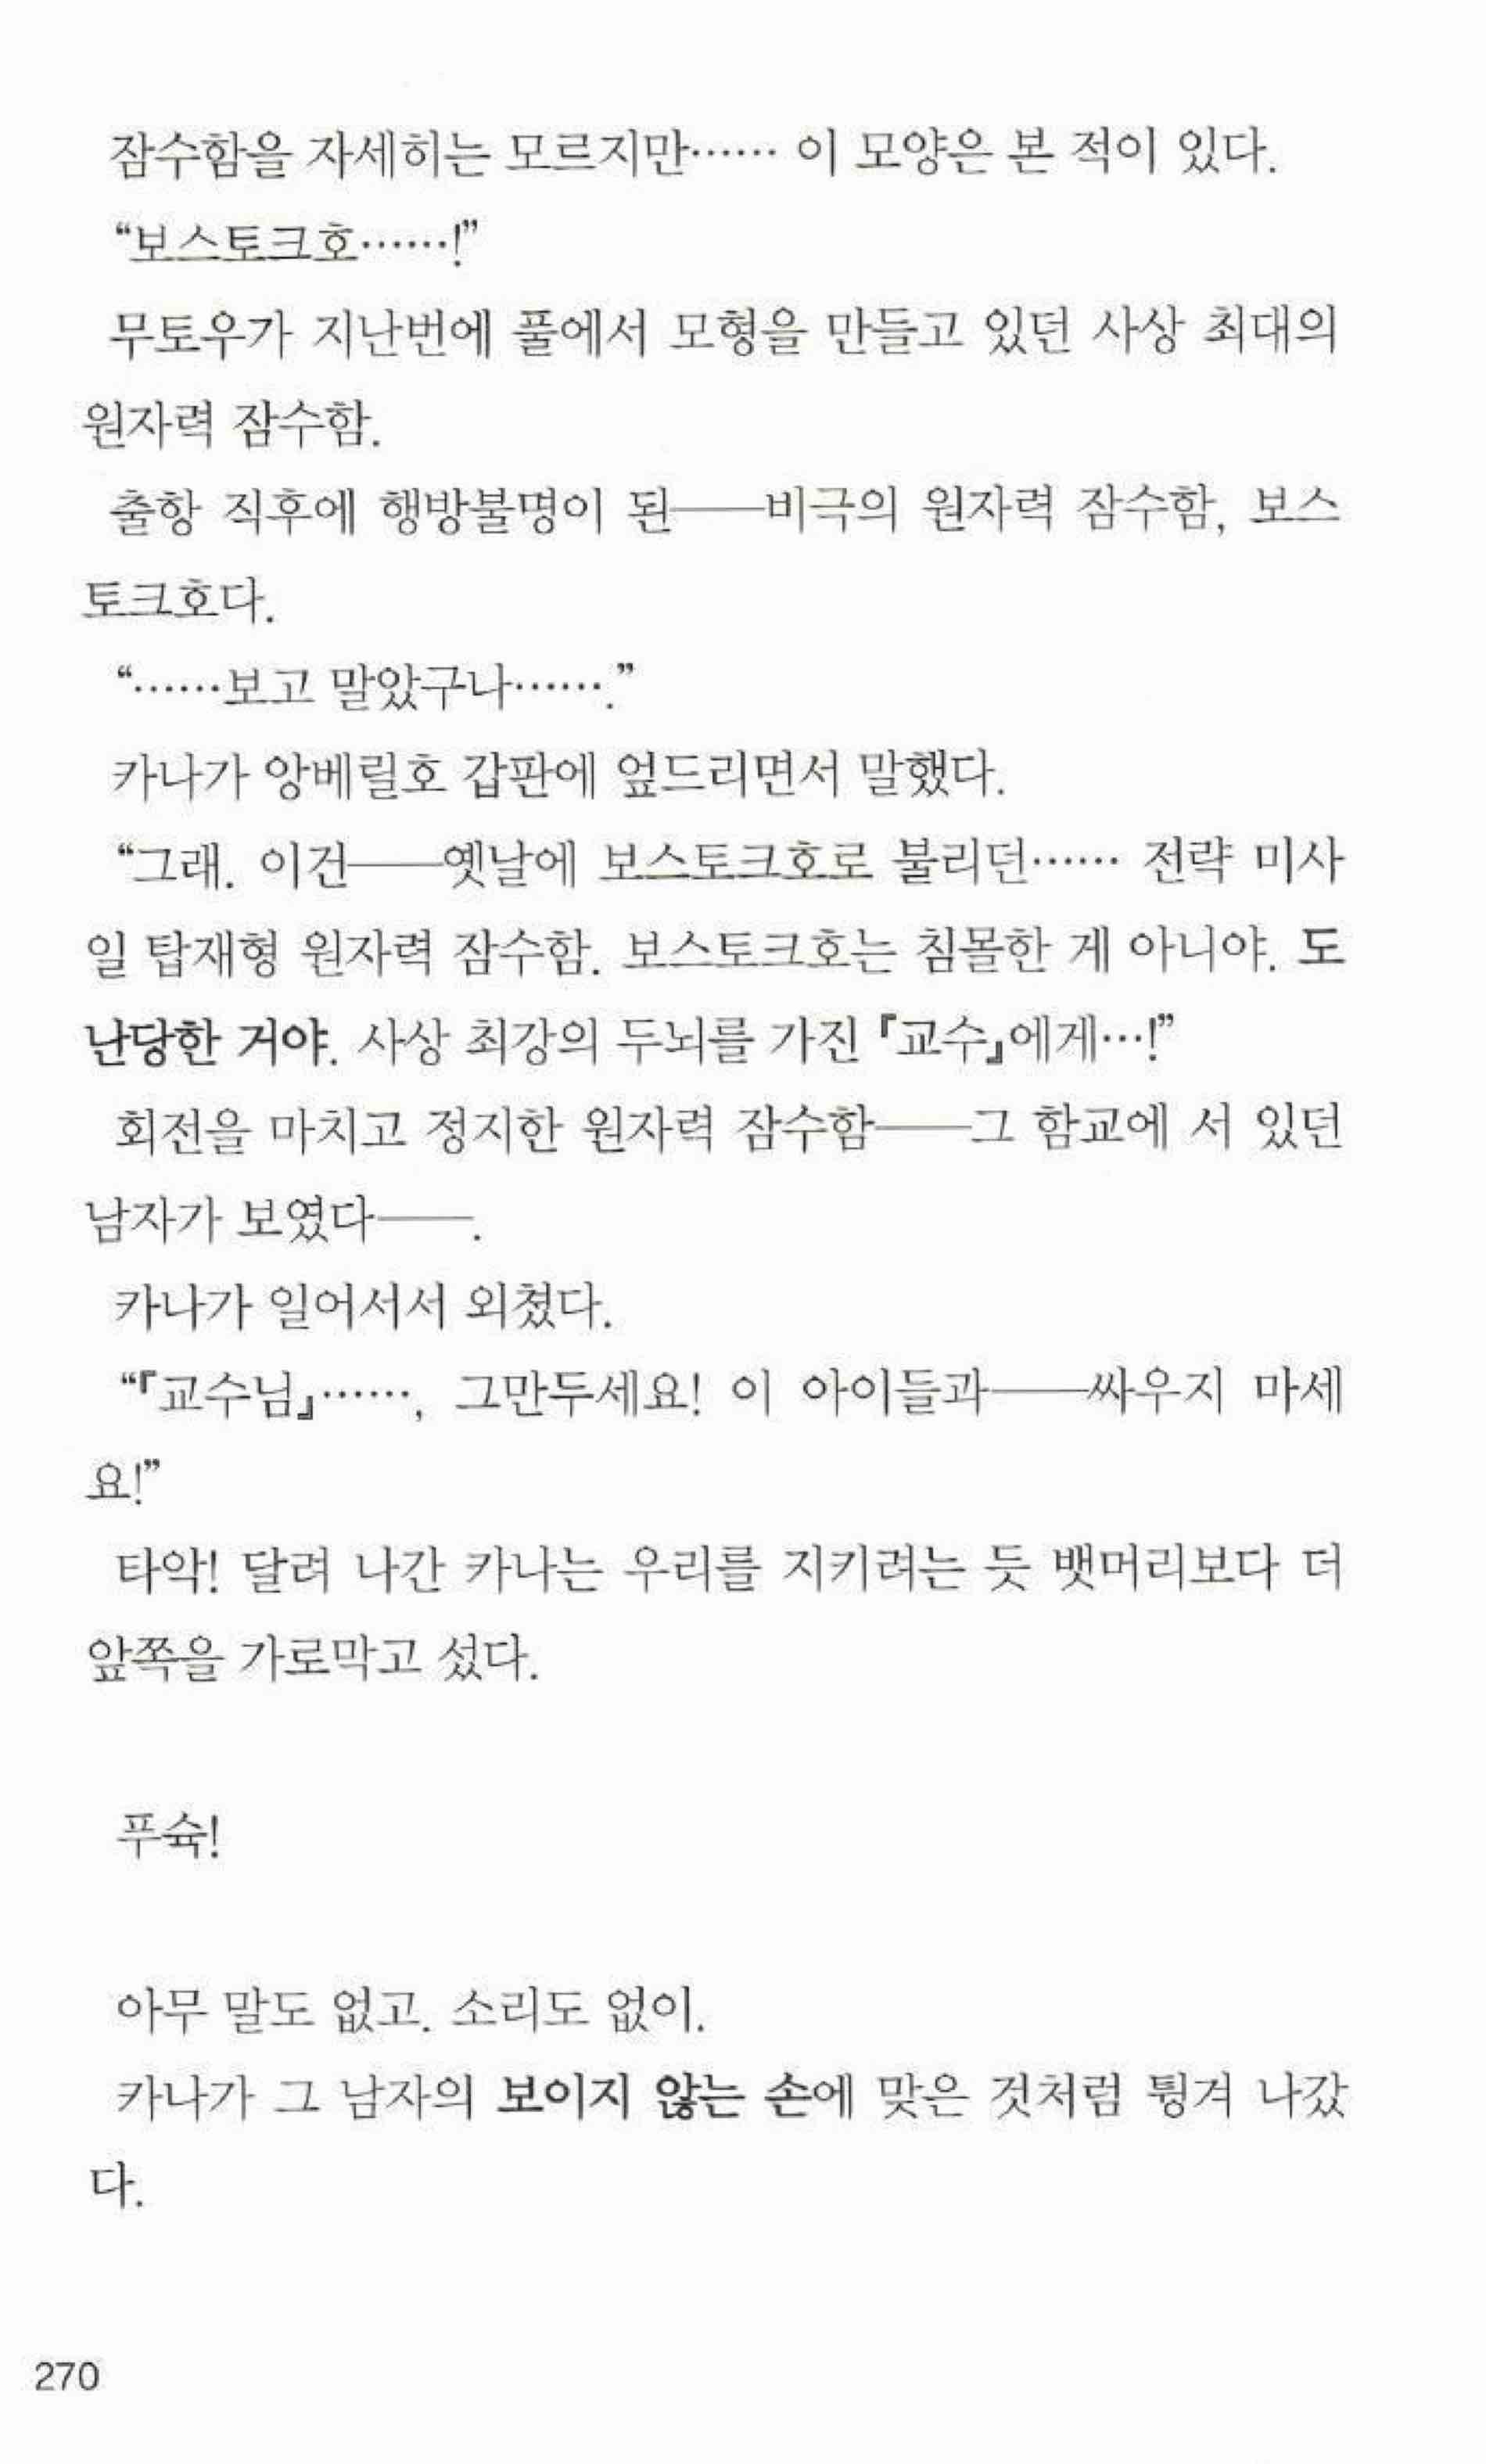 잠수함을 자세히는 모르지만…… 이 모양은 본 적이 있다.
“보스토크호……!”
무토우가 지난번에 풀에서 모형을 만들고 있던 사상 최대의
원자력 잠수함.
출항 직후에 행방불명이 된──비극의 원자력 잠수함, 보스
토크호다.
“……보고 말았구나…….”
카나가 앙베릴호 갑판에 엎드리면서 말했다.
“그래. 이건──옛날에 보스토크호로 불리던…… 전략 미사
일 탑재형 원자력 잠수함. 보스토크호는 침몰한 게 아니야. 도
난당한 거야. 사상 최강의 두뇌를 가진 『교수』에게…!”
회전을 마치고 정지한 원자력 잠수함──그 함교에 서 있던
남자가 보였다──.
카나가 일어서서 외쳤다.
“『교수님』……, 그만두세요! 이 아이들과──싸우지 마세
요!”
타악! 달려 나간 카나는 우리를 지키려는 듯 뱃머리보다 더
앞쪽을 가로막고 섰다.
푸슉!
아무 말도 없고. 소리도 없이.
카나가 그 남자의 보이지 않는 손에 맞은 것처럼 튕겨 나갔
다.
270